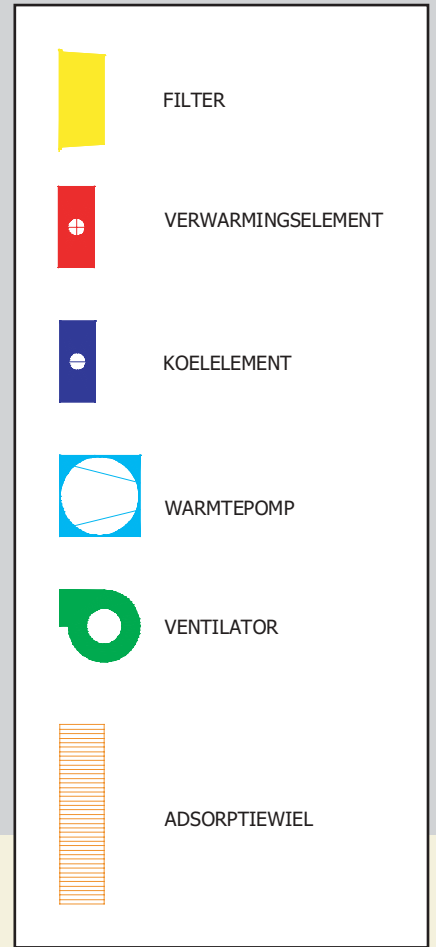 FILTER
VERWARMINGSELEMENT
KOELELEMENT
WARMTEPOMP
VENTILATOR
ADSORPTIEWIEL